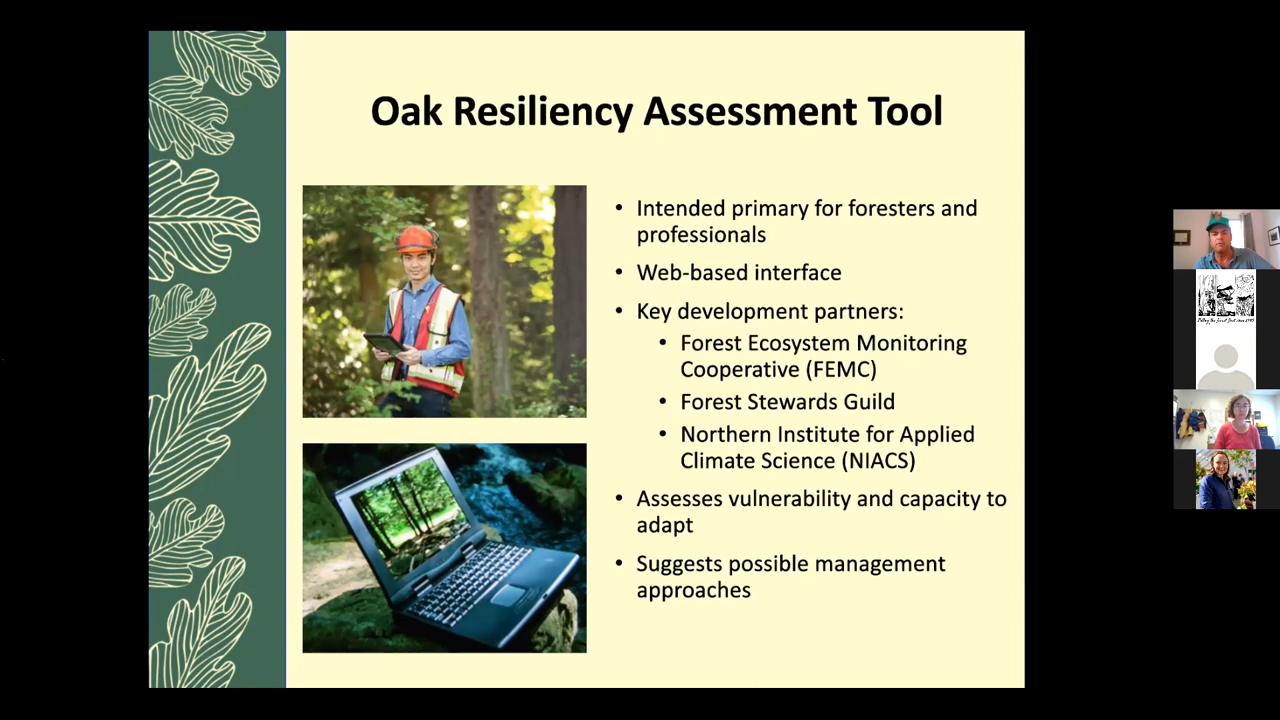 Oak Resiliency Assessment Tool
• Intended primary for foresters and
professionals
• Web-based interface
• Key development partners:
• Forest Ecosystem Monitoring
Cooperative (FEMC)
• Forest Stewards Guild
• Northern Institute for Applied
Climate Science (NIACS)
• Assesses vulnerability and capacity to
adapt
• Suggests possible management
approaches